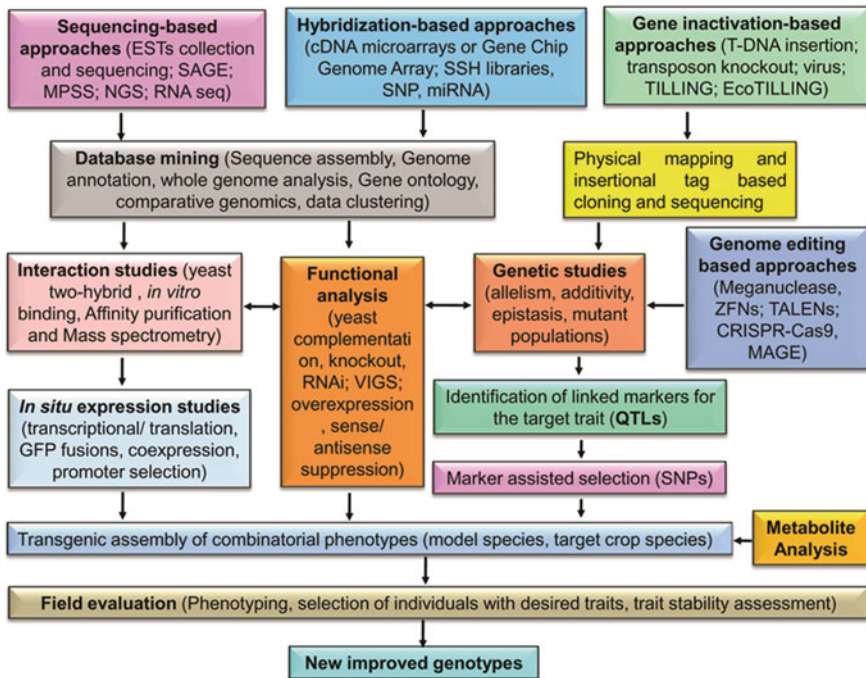 Sequencing-based
approaches (ESTs collection
and sequencing; SAGE;
MPSS; NGS; RNA seq)
Hybridization-based approaches
(cDNA microarrays or Gene Chip
Genome Array; SSH libraries,
SNP, miRNA)
Gene inactivation-based
approaches (T-DNA insertion;
transposon knockout; virus;
TILLING; EcoTILLING)
Database mining (Sequence assembly, Genome
annotation, whole genome analysis, Gene ontology,
comparative genomics, data clustering)
Physical mapping and
insertional tag based
cloning and sequencing
Interaction studies (yeast
two-hybrid , in vitro
binding, Affinity purification
and Mass spectrometry)
Functional
analysis
(yeast
complementati
on, knockout,
RNAi; VIGS;
overexpression
, sense/
antisense
suppression)
Genetic studies
(allelism, additivity,
epistasis, mutant
populations)
Genome editing
based approaches
(Meganuclease,
ZFNs; TALENs;
CRISPR-Cas9,
MAGE)
In situ expression studies
(transcriptional/ translation,
GFP fusions, coexpression,
promoter selection)
Identification of linked markers for
the target trait (QTLs)
Marker assisted selection (SNPs)
Transgenic assembly of combinatorial phenotypes (model species, target crop species)
Metabolite
Analysis
Field evaluation (Phenotyping, selection of individuals with desired traits, trait stability assessment)
New improved genotypes